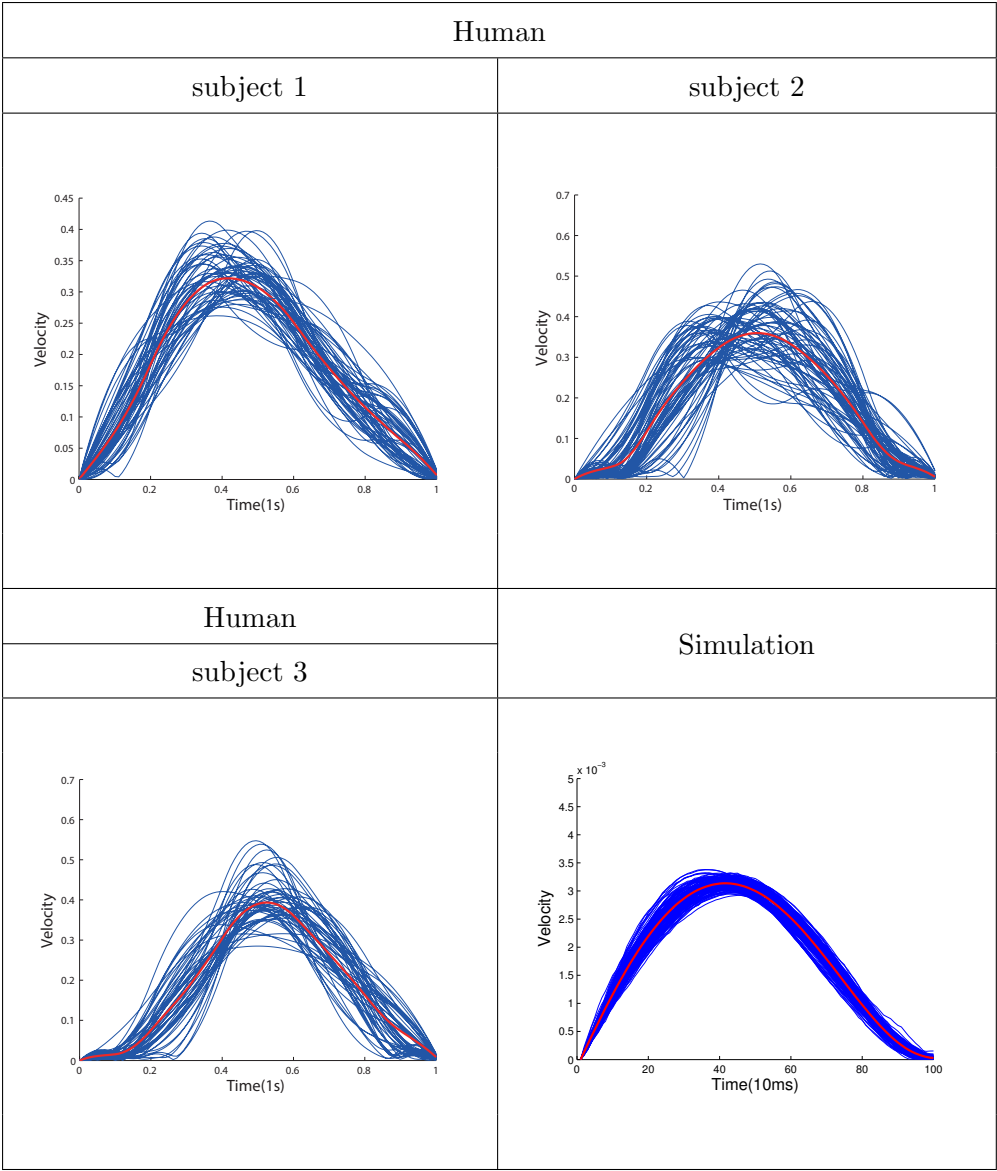 Human
subject 1
subject 2
0.45
0.4
0.35
0.3
0.25
0.2
0.15
0.1
0.05
0
Velocity
0 0.2 0.4 0.6 0.8 1
Time(1s)
0.7
0.6
0.5
0.4
0.3
0.2
0.1
0
Velocity
0 0.2 0.4 0.6 0.8 1
Time(1s)
Human
subject 3
Simulation
0.7
0.6
0.5
0.4
0.3
0.2
0.1
0
Velocity
0 0.2 0.4 0.6 0.8 1
Time(1s)
x 10⁻³
5
4.5
4
3.5
3
2.5
2
1.5
1
0.5
0
Velocity
0 20 40 60 80 100
Time(10ms)